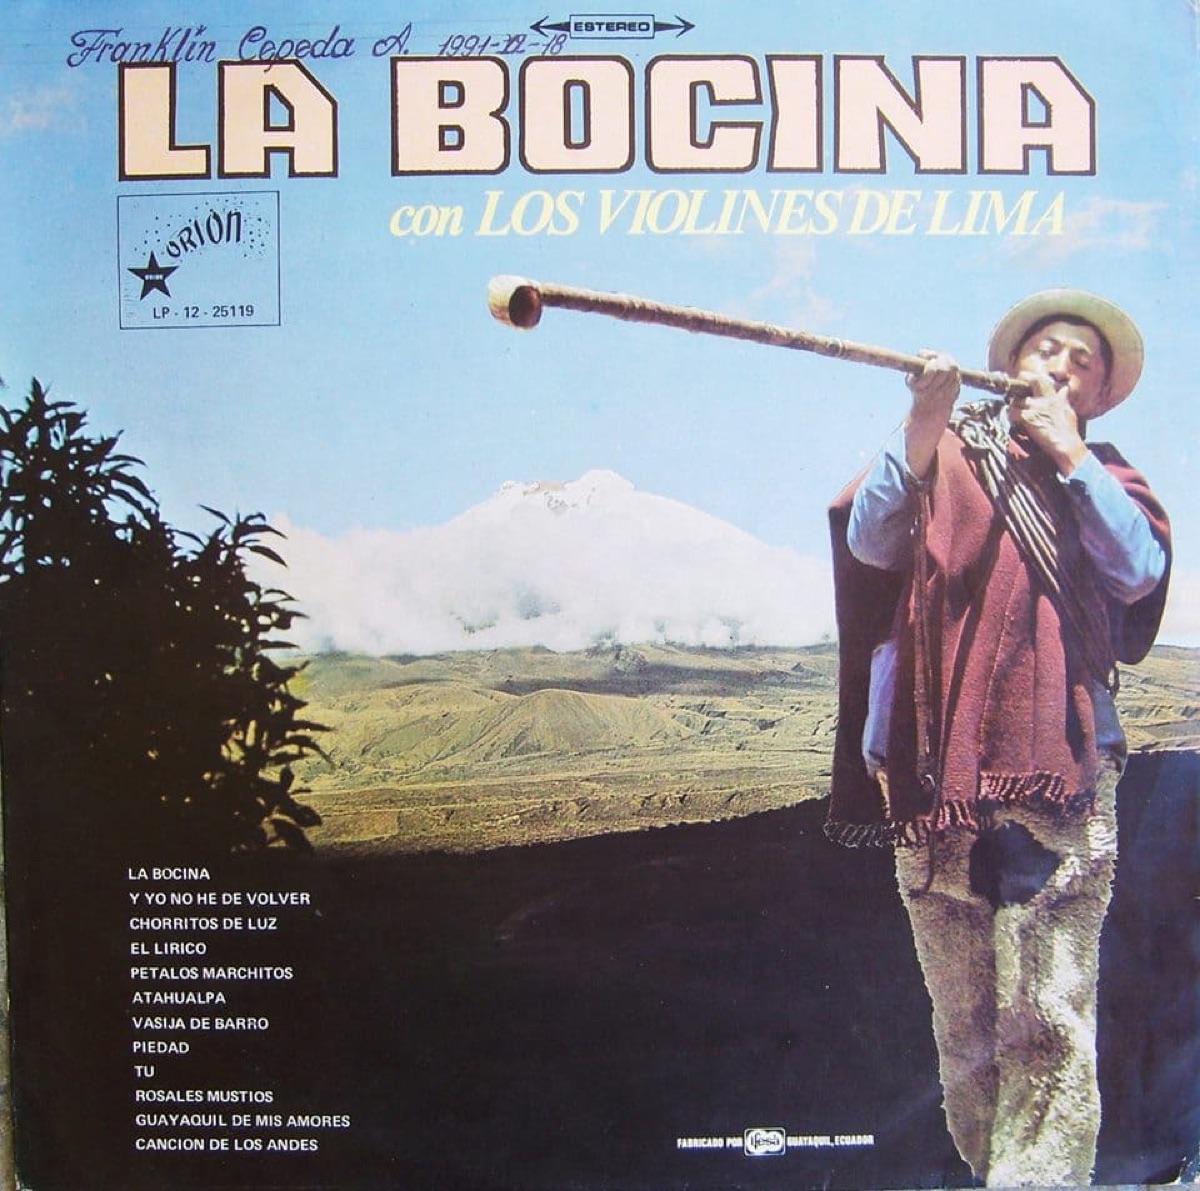 ESTEREO
Franklin Cepeda A. 1991-12-18
LA BOCINA
con LOS VIOLINES DE LIMA
ORION
LP - 12 - 25119
LA BOCINA
Y YO NO HE DE VOLVER
CHORRITOS DE LUZ
EL LIRICO
PETALOS MARCHITOS
ATAHUALPA
VASIJA DE BARRO
PIEDAD
TU
ROSALES MUSTIOS
GUAYAQUIL DE MIS AMORES
CANCION DE LOS ANDES
FABRICADO POR ifesa GUAYAQUIL, ECUADOR